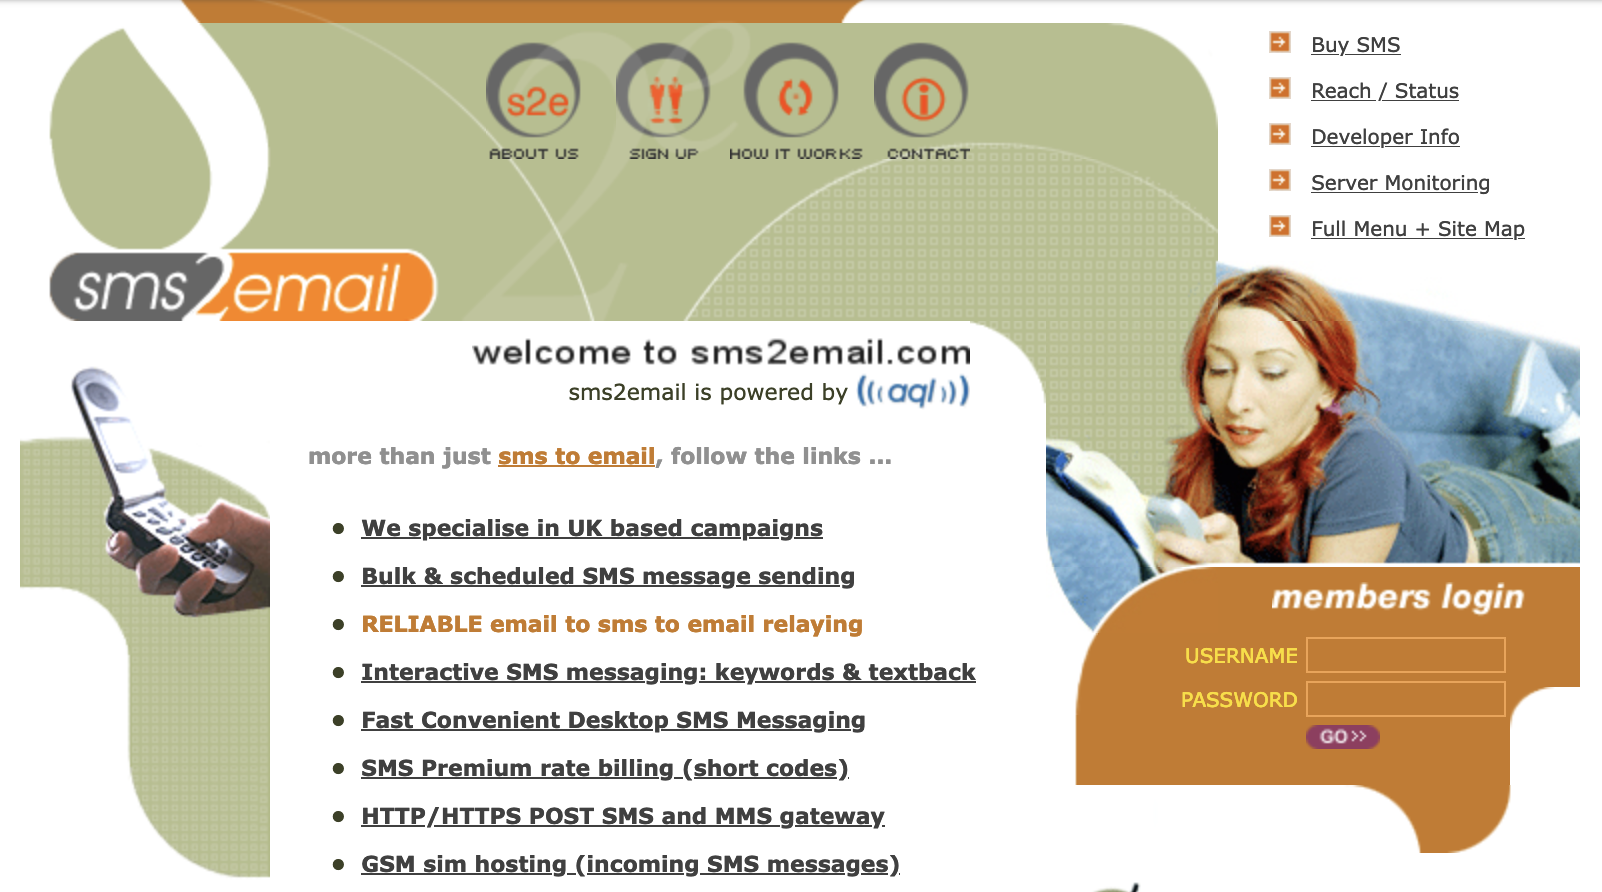 s2e
ABOUT US
SIGN UP
HOW IT WORKS
CONTACT
Buy SMS
Reach / Status
Developer Info
Server Monitoring
Full Menu + Site Map
sms2email
welcome to sms2email.com
sms2email is powered by ((( aql )))
more than just sms to email, follow the links ...
We specialise in UK based campaigns
Bulk & scheduled SMS message sending
RELIABLE email to sms to email relaying
Interactive SMS messaging: keywords & textback
Fast Convenient Desktop SMS Messaging
SMS Premium rate billing (short codes)
HTTP/HTTPS POST SMS and MMS gateway
GSM sim hosting (incoming SMS messages)
members login
USERNAME
PASSWORD
GO >>